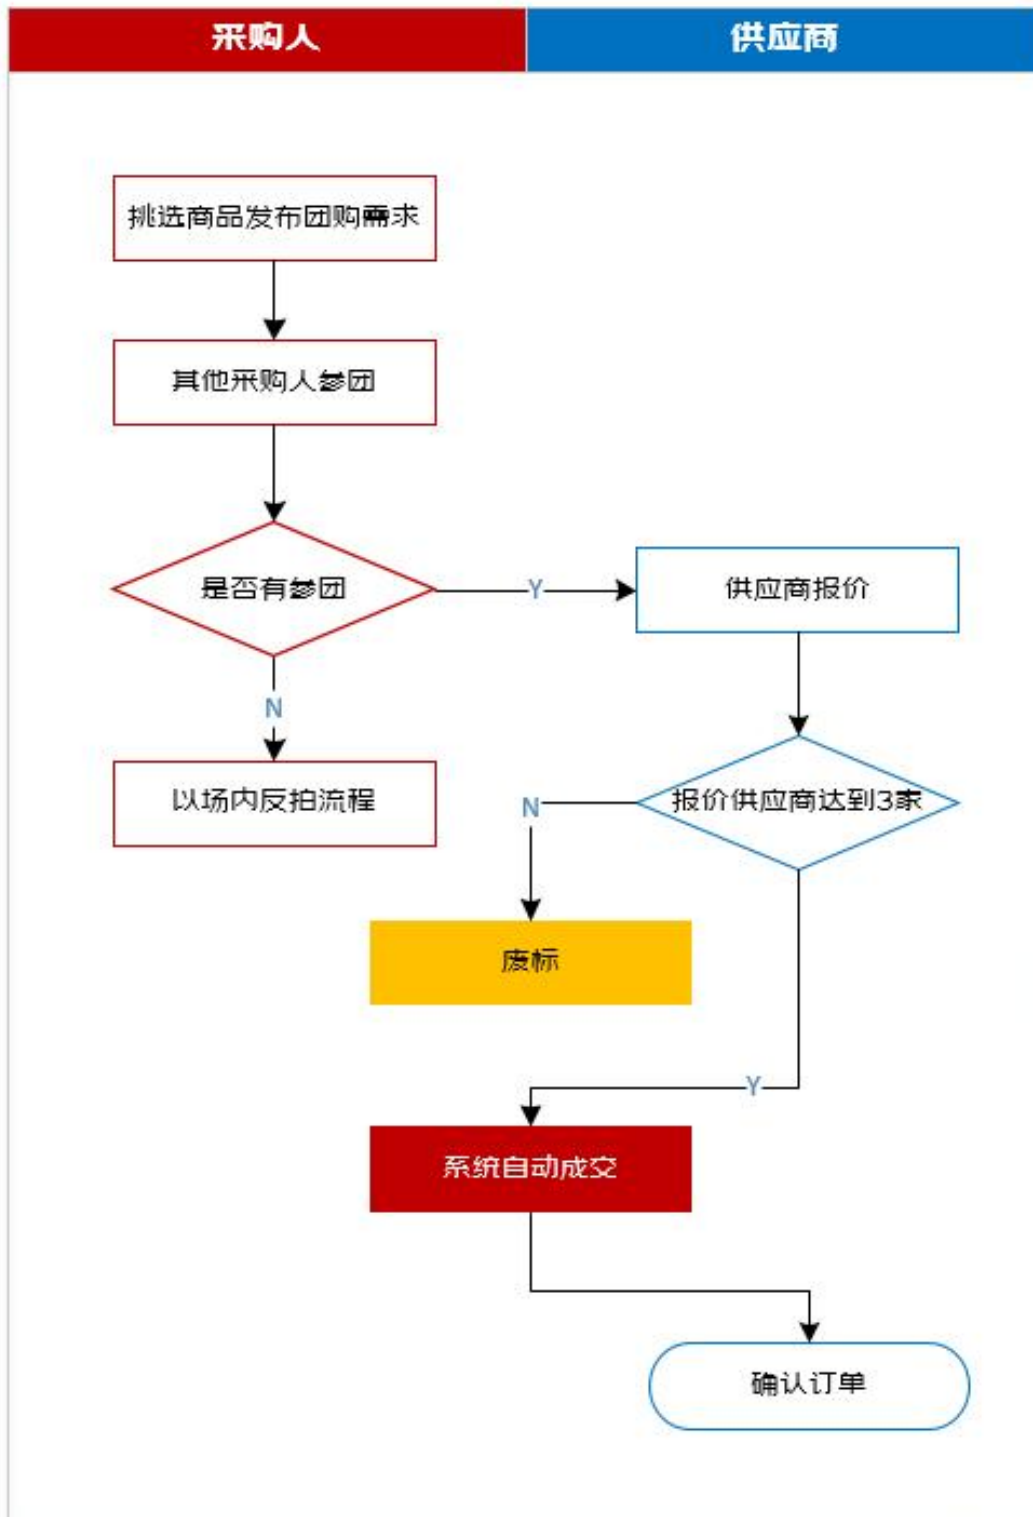 采购人
供应商
挑选商品发布团购需求
其他采购人参团
是否有参团
Y
供应商报价
N
以场内反拍流程
报价供应商达到3家
N
废标
Y
系统自动成交
确认订单